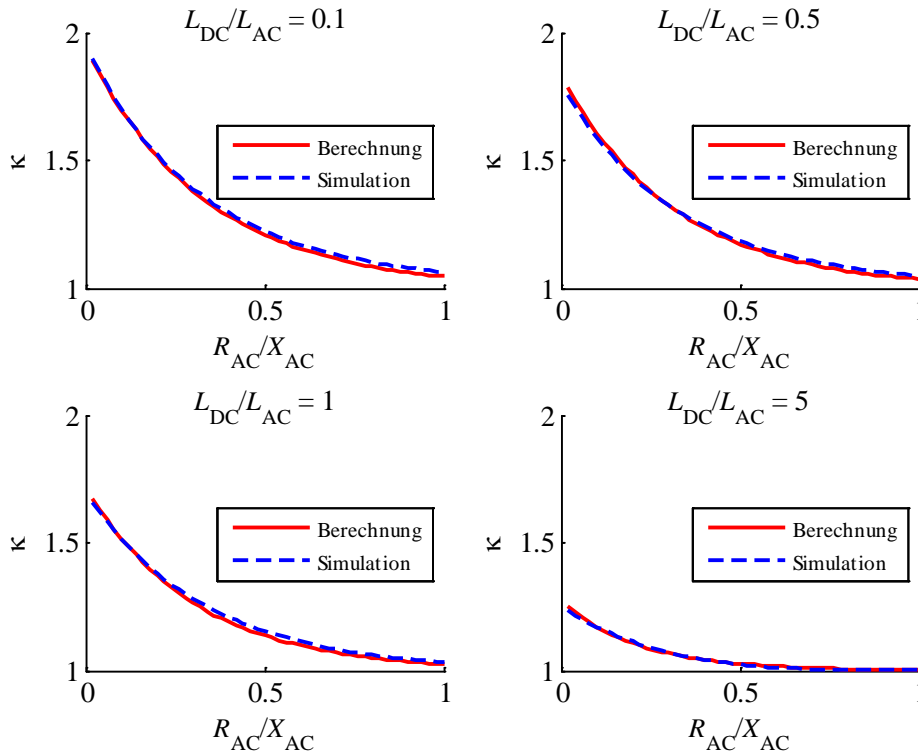 L_DC/L_AC = 0.1
2
1.5
1
κ
Berechnung
Simulation
0
0.5
1
R_AC/X_AC
L_DC/L_AC = 0.5
2
1.5
1
κ
Berechnung
Simulation
0
0.5
1
R_AC/X_AC
L_DC/L_AC = 1
2
1.5
1
κ
Berechnung
Simulation
0
0.5
1
R_AC/X_AC
L_DC/L_AC = 5
2
1.5
1
κ
Berechnung
Simulation
0
0.5
1
R_AC/X_AC